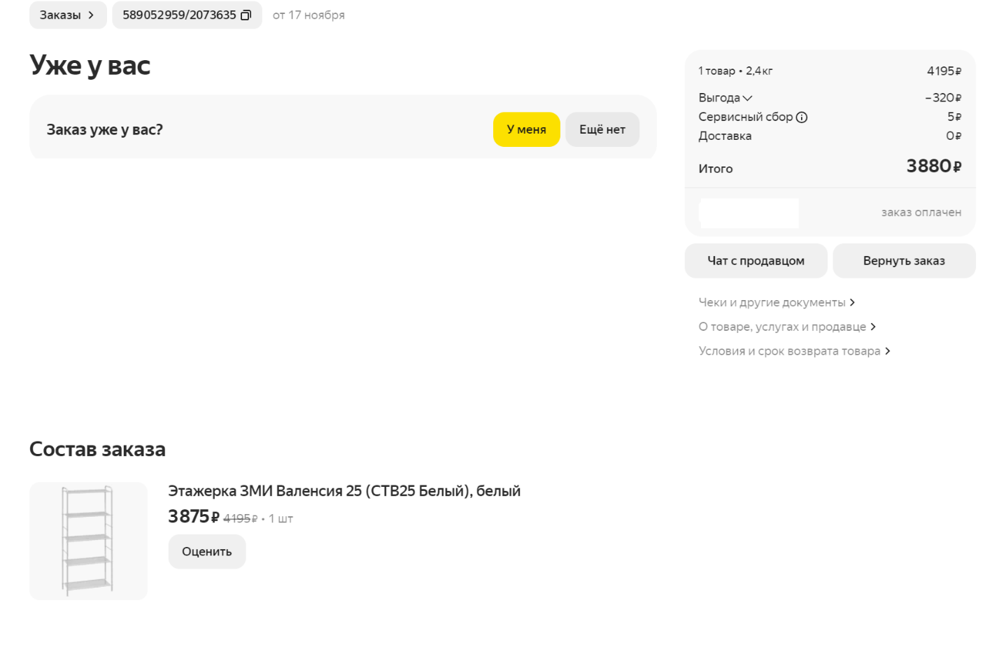 Заказы
589052959/2073635
от 17 ноября
Уже у вас
Заказ уже у вас?
У меня
Ещё нет
1 товар • 2,4 кг 4195 ₽
Выгода –320 ₽
Сервисный сбор 5 ₽
Доставка 0 ₽
Итого 3880 ₽
заказ оплачен
Чат с продавцом
Вернуть заказ
Чеки и другие документы
О товаре, услугах и продавце
Условия и срок возврата товара
Состав заказа
Этажерка ЗМИ Валенсия 25 (СТВ25 Белый), белый
3875 ₽ 4195 ₽ • 1 шт
Оценить